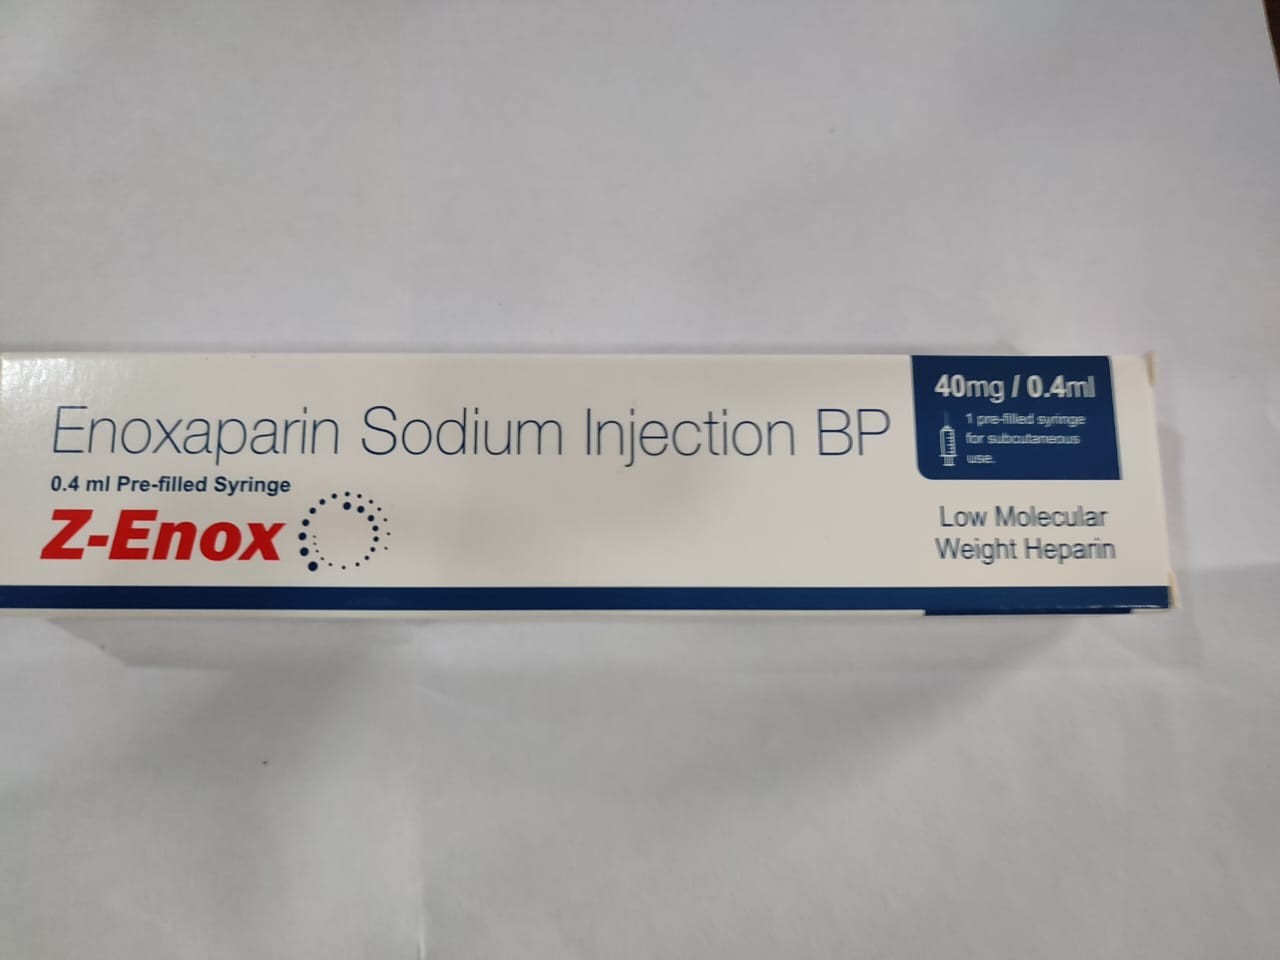 Enoxaparin Sodium Injection BP
0.4 ml Pre-filled Syringe
Z-Enox
40mg / 0.4ml
1 pre-filled syringe
for subcutaneous
use.
Low Molecular
Weight Heparin